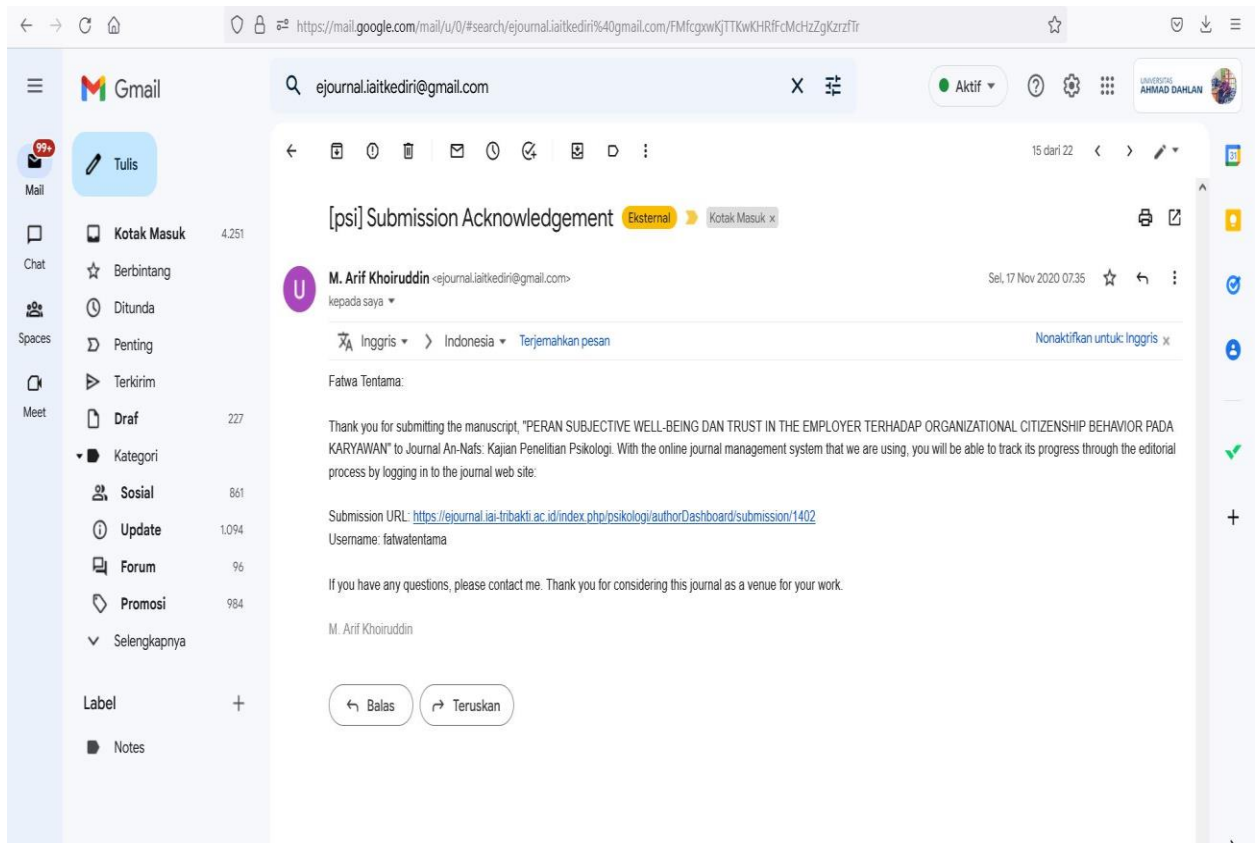 https://mail.google.com/mail/u/0/#search/ejournal.iaitkediri%40gmail.com/FMfcgxwKjTTKwKHRfFcMcHzZgKzrzfTr
Gmail
ejournal.iaitkediri@gmail.com
Aktif
UNIVERSITAS
AHMAD DAHLAN
99+
Mail
Chat
Spaces
Meet
Tulis
Kotak Masuk 4.251
Berbintang
Ditunda
Penting
Terkirim
Draf 227
Kategori
Sosial 861
Update 1.094
Forum 96
Promosi 984
Selengkapnya
Label
Notes
15 dari 22
[psi] Submission Acknowledgement Eksternal Kotak Masuk x
M. Arif Khoiruddin <ejournal.iaitkediri@gmail.com> Sel, 17 Nov 2020 07.35
U
kepada saya
Inggris > Indonesia Terjemahkan pesan Nonaktifkan untuk: Inggris x
Fatwa Tentama:
Thank you for submitting the manuscript, "PERAN SUBJECTIVE WELL-BEING DAN TRUST IN THE EMPLOYER TERHADAP ORGANIZATIONAL CITIZENSHIP BEHAVIOR PADA
KARYAWAN" to Journal An-Nafs: Kajian Penelitian Psikologi. With the online journal management system that we are using, you will be able to track its progress through the editorial
process by logging in to the journal web site:
Submission URL: https://ejournal.iai-tribakti.ac.id/index.php/psikologi/authorDashboard/submission/1402
Username: fatwatentama
If you have any questions, please contact me. Thank you for considering this journal as a venue for your work.
M. Arif Khoiruddin
Balas
Teruskan
31